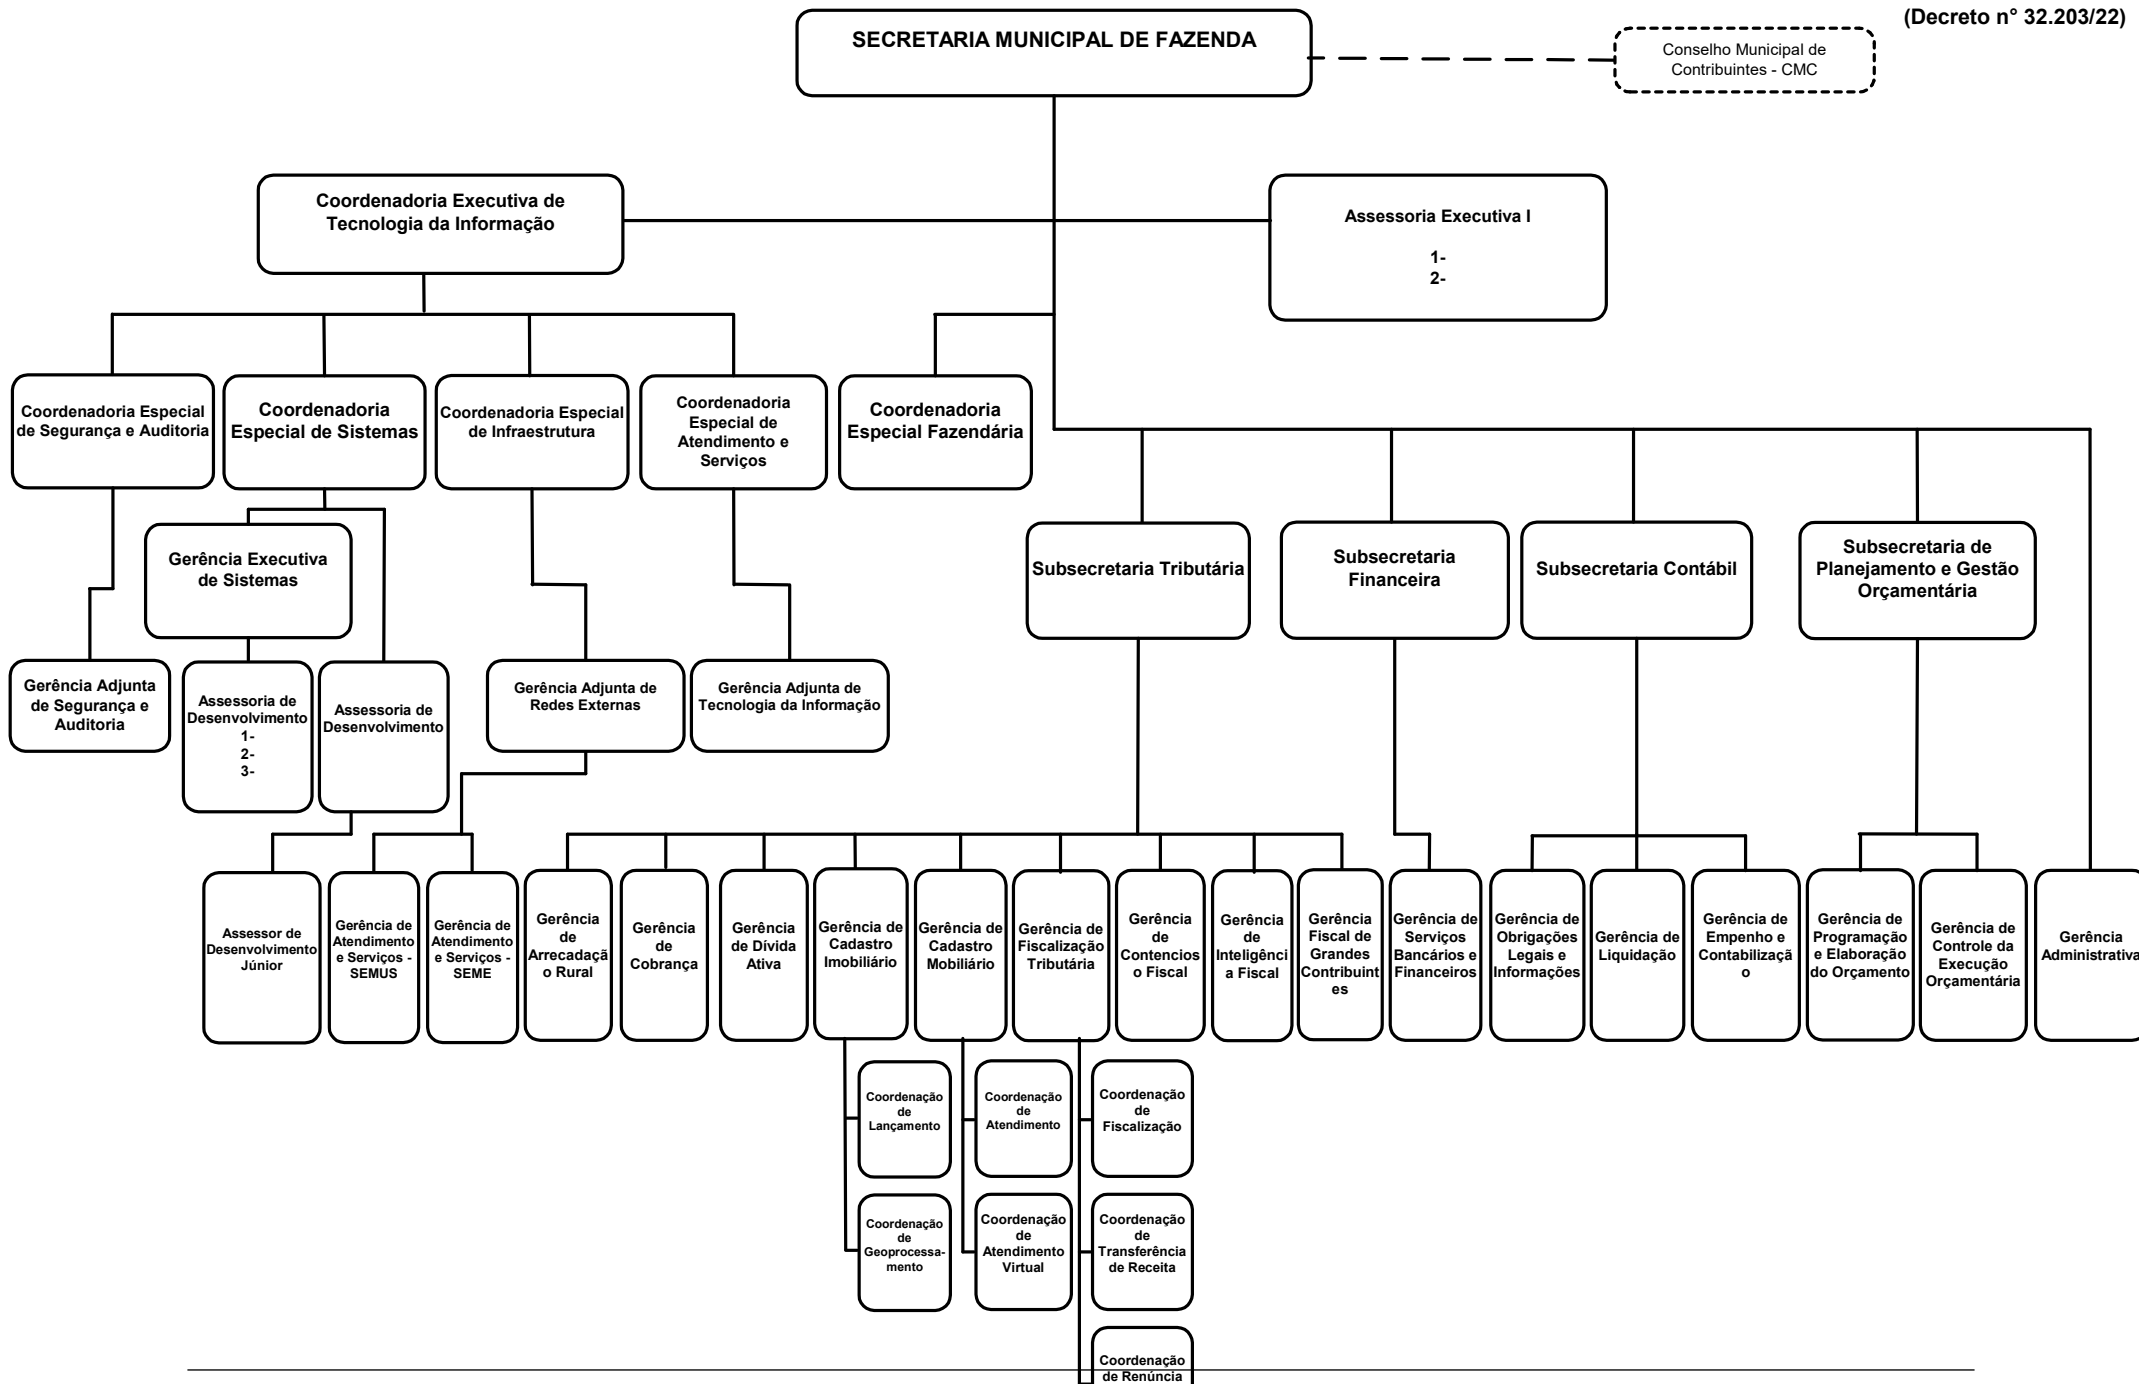 (Decreto n° 32.203/22)
SECRETARIA MUNICIPAL DE FAZENDA
Conselho Municipal de
Contribuintes - CMC
Coordenadoria Executiva de
Tecnologia da Informação
Assessoria Executiva I
1-
2-
Coordenadoria Especial
de Segurança e Auditoria
Coordenadoria
Especial de Sistemas
Coordenadoria Especial
de Infraestrutura
Coordenadoria
Especial de
Atendimento e
Serviços
Coordenadoria
Especial Fazendária
Gerência Executiva
de Sistemas
Subsecretaria Tributária
Subsecretaria
Financeira
Subsecretaria Contábil
Subsecretaria de
Planejamento e Gestão
Orçamentária
Gerência Adjunta
de Segurança e
Auditoria
Assessoria de
Desenvolvimento
1-
2-
3-
Assessoria de
Desenvolvimento
Gerência Adjunta de
Redes Externas
Gerência Adjunta de
Tecnologia da Informação
Assessor de
Desenvolvimento
Júnior
Gerência de
Atendimento
e Serviços -
SEMUS
Gerência de
Atendimento
e Serviços -
SEME
Gerência
de
Arrecadaçã
o Rural
Gerência
de
Cobrança
Gerência
de Dívida
Ativa
Gerência de
Cadastro
Imobiliário
Gerência de
Cadastro
Mobiliário
Gerência de
Fiscalização
Tributária
Gerência
de
Contencios
o Fiscal
Gerência
de
Inteligênci
a Fiscal
Gerência
Fiscal de
Grandes
Contribuint
es
Gerência de
Serviços
Bancários e
Financeiros
Gerência de
Obrigações
Legais e
Informações
Gerência de
Liquidação
Gerência de
Empenho e
Contabilizaçã
o
Gerência de
Programação
e Elaboração
do Orçamento
Gerência de
Controle da
Execução
Orçamentária
Gerência
Administrativa
Coordenação
de
Lançamento
Coordenação
de
Atendimento
Coordenação
de
Fiscalização
Coordenação
de
Geoprocessa-
mento
Coordenação
de
Atendimento
Virtual
Coordenação
de
Transferência
de Receita
Coordenação
de Renúncia